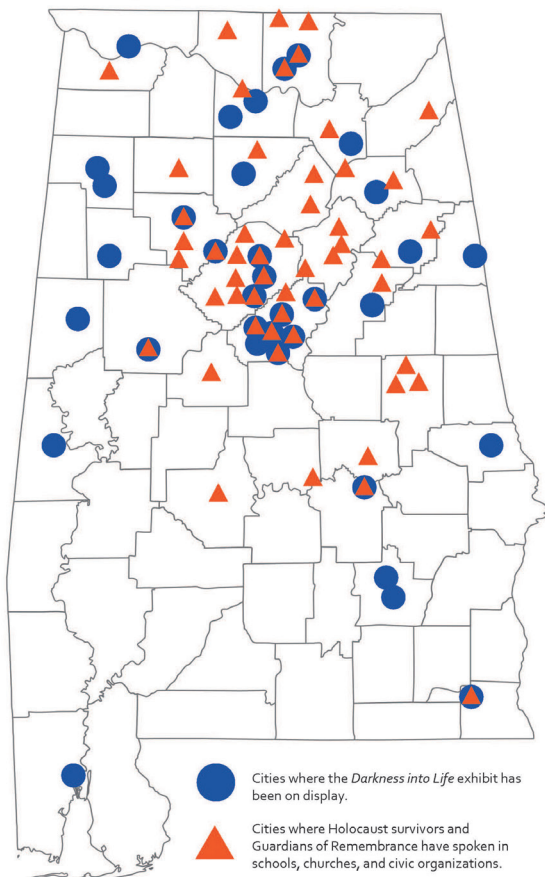 Cities where the Darkness into Life exhibit has
been on display.
Cities where Holocaust survivors and
Guardians of Remembrance have spoken in
schools, churches, and civic organizations.